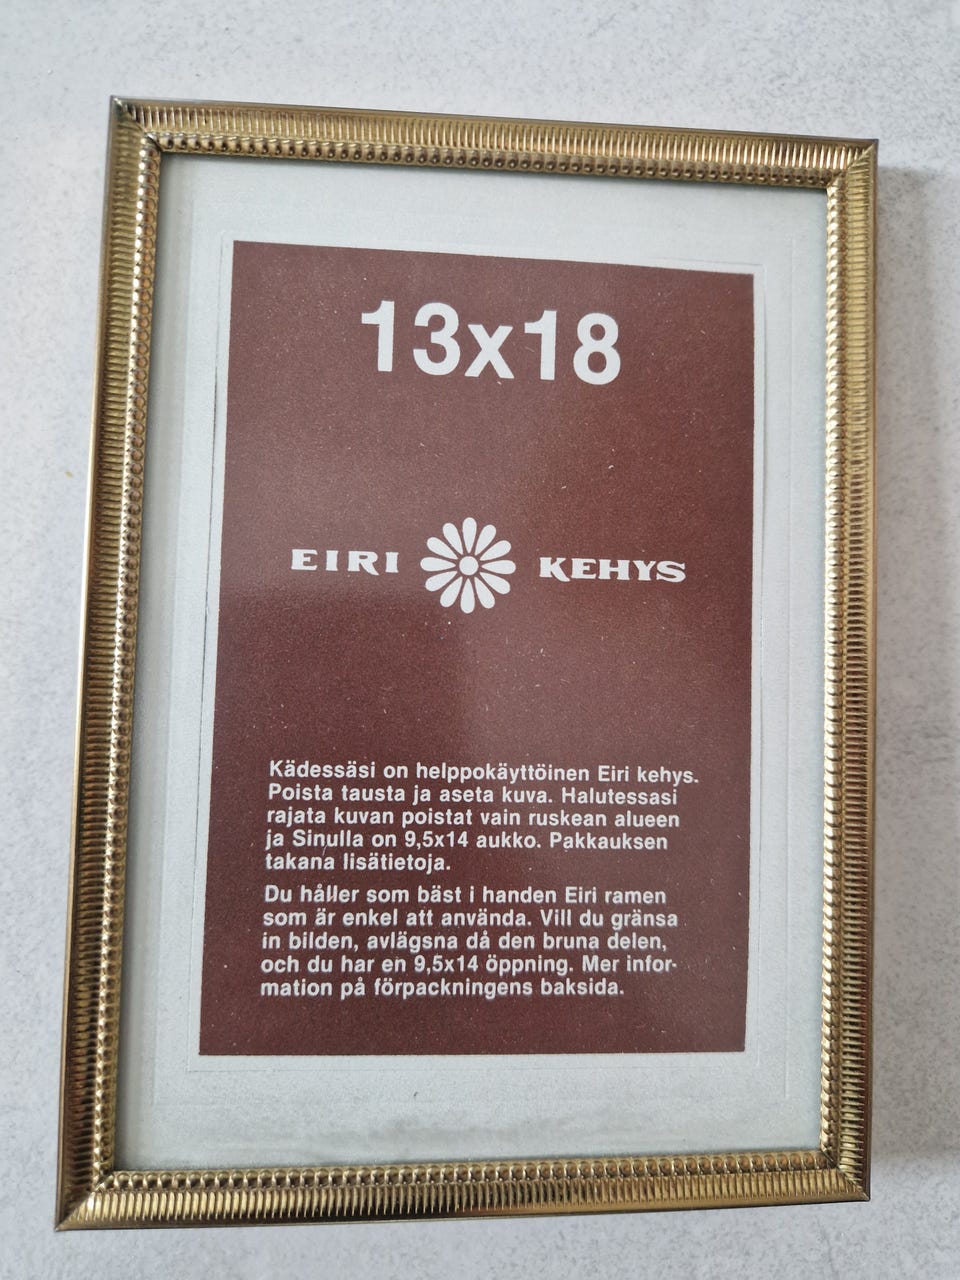 13x18
EIRI KEHYS
Kädessäsi on helppokäyttöinen Eiri kehys.
Poista tausta ja aseta kuva. Halutessasi
rajata kuvan poistat vain ruskean alueen
ja Sinulla on 9,5x14 aukko. Pakkauksen
takana lisätietoja.
Du håller som bäst i handen Eiri ramen
som är enkel att använda. Vill du gränsa
in bilden, avlägsna då den bruna delen,
och du har en 9,5x14 öppning. Mer infor-
mation på förpackningens baksida.